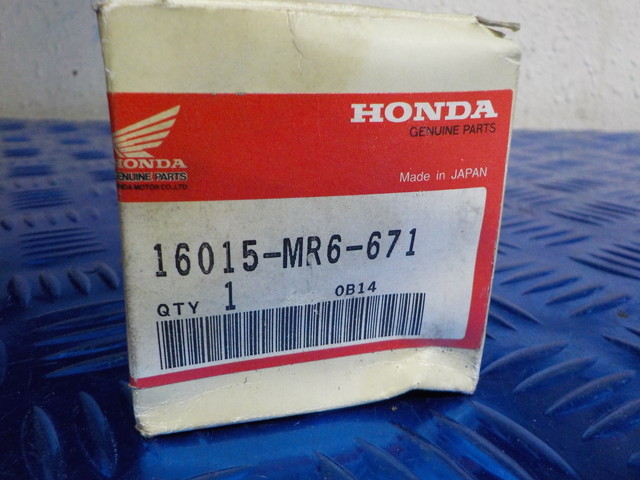 HONDA
GENUINE PARTS
HONDA
GENUINE PARTS
HONDA MOTOR CO., LTD.
Made in JAPAN
16015-MR6-671
QTY 1 0B14